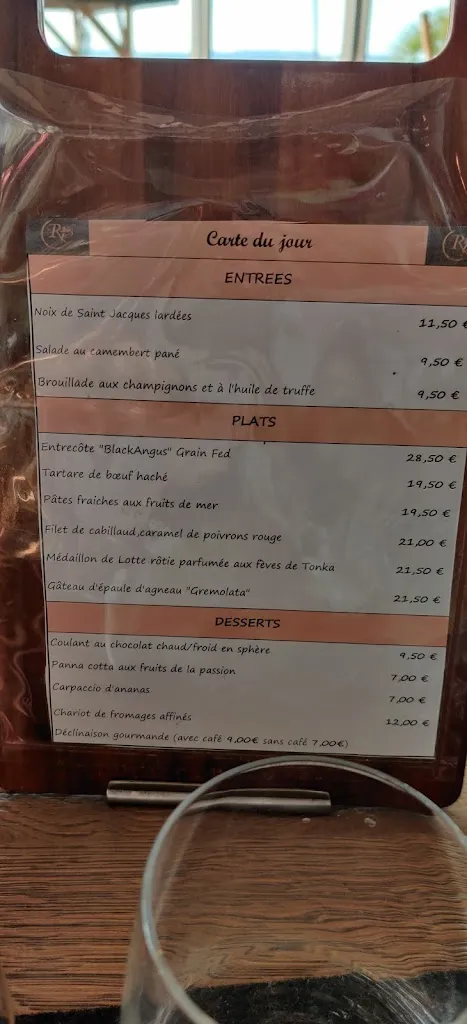 Carte du jour
ENTREES
Noix de Saint Jacques lardées 11,50 €
Salade au camembert pané 9,50 €
Brouillade aux champignons et à l'huile de truffe 9,50 €
PLATS
Entrecôte "BlackAngus" Grain Fed 28,50 €
Tartare de bœuf haché 19,50 €
Pâtes fraiches aux fruits de mer 19,50 €
Filet de cabillaud,caramel de poivrons rouge 21,00 €
Médaillon de Lotte rôtie parfumée aux fèves de Tonka 21,50 €
Gâteau d'épaule d'agneau "Gremolata" 21,50 €
DESSERTS
Coulant au chocolat chaud/froid en sphère 9,50 €
Panna cotta aux fruits de la passion 7,00 €
Carpaccio d'ananas 7,00 €
Chariot de fromages affinés 12,00 €
Déclinaison gourmande (avec café 9,00€ sans café 7,00€)